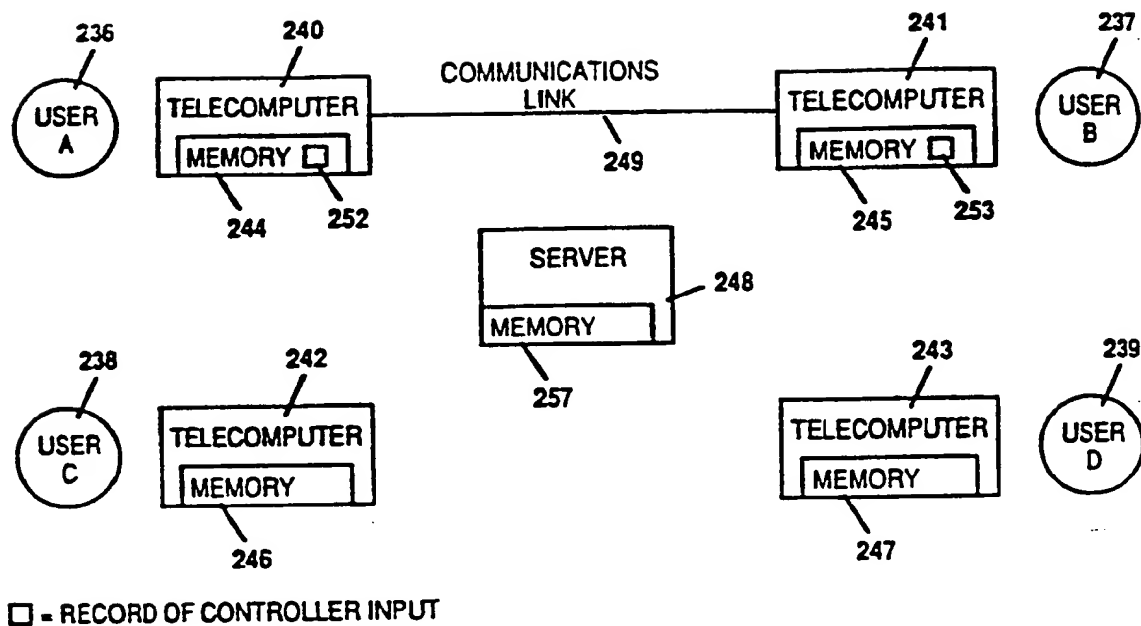 236
240
241
237
USER
A
TELECOMPUTER
MEMORY
COMMUNICATIONS
LINK
TELECOMPUTER
MEMORY
USER
B
244
252
249
245
253
SERVER
MEMORY
248
257
238
242
243
239
USER
C
TELECOMPUTER
MEMORY
TELECOMPUTER
MEMORY
USER
D
246
247
□ = RECORD OF CONTROLLER INPUT